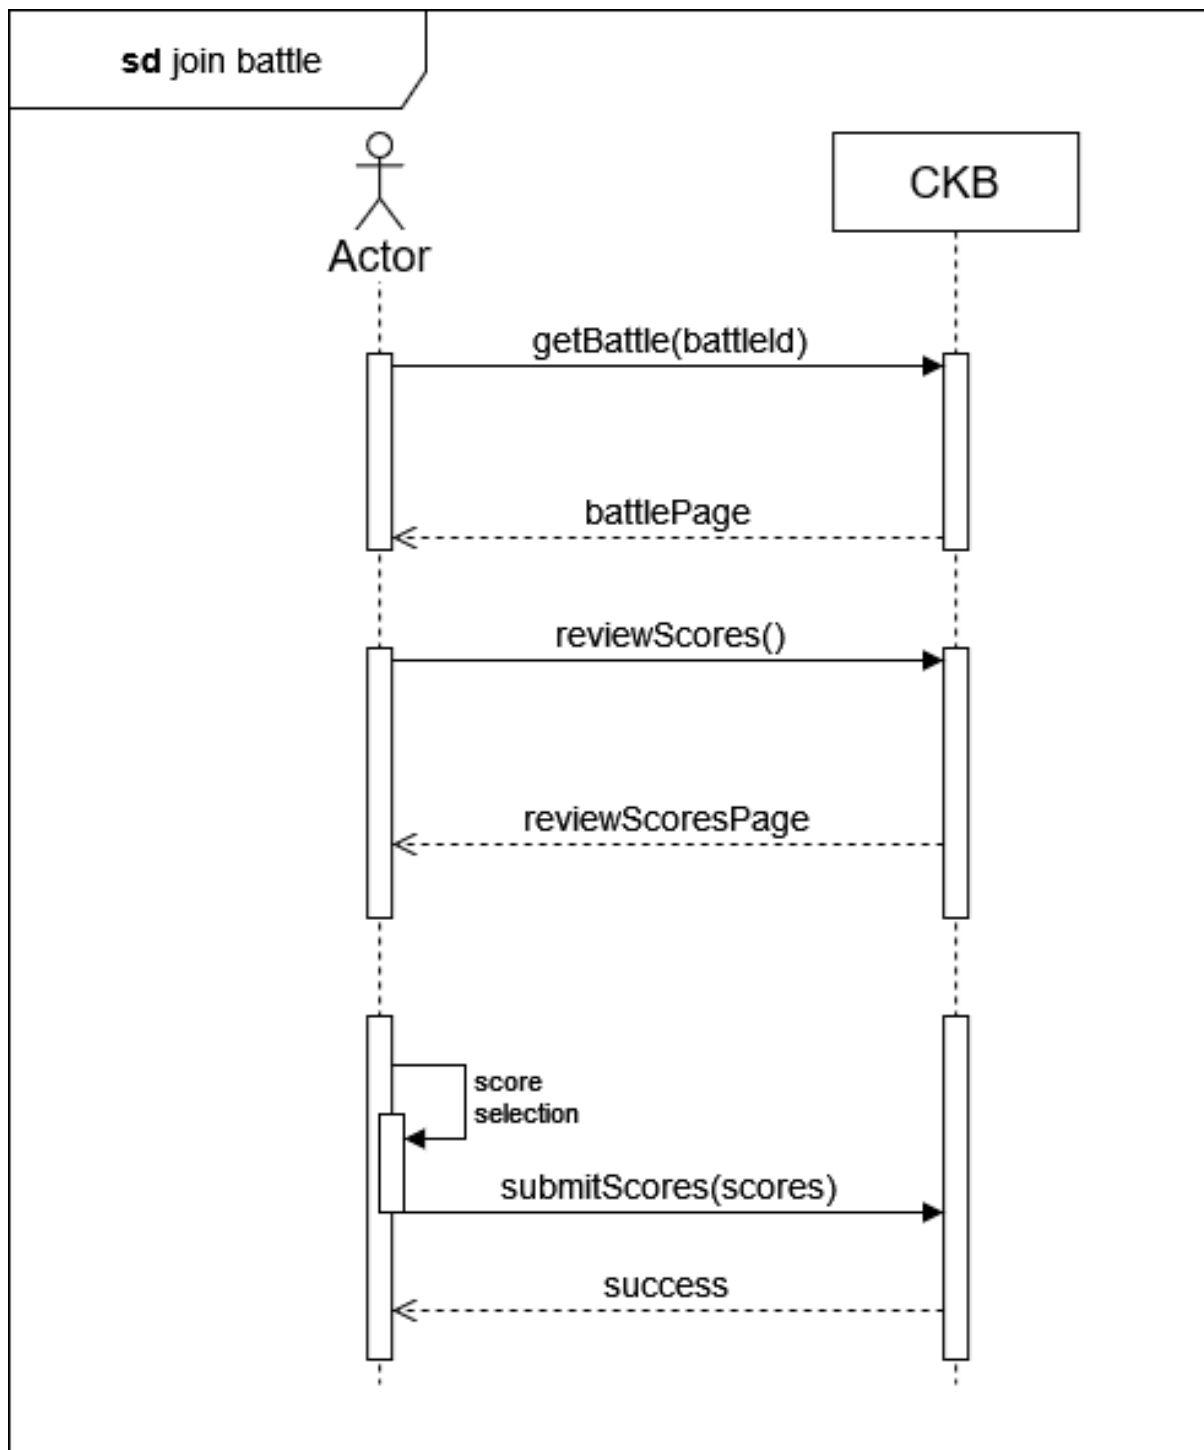 sd join battle
Actor
CKB
getBattle(battleId)
battlePage
reviewScores()
reviewScoresPage
score
selection
submitScores(scores)
success